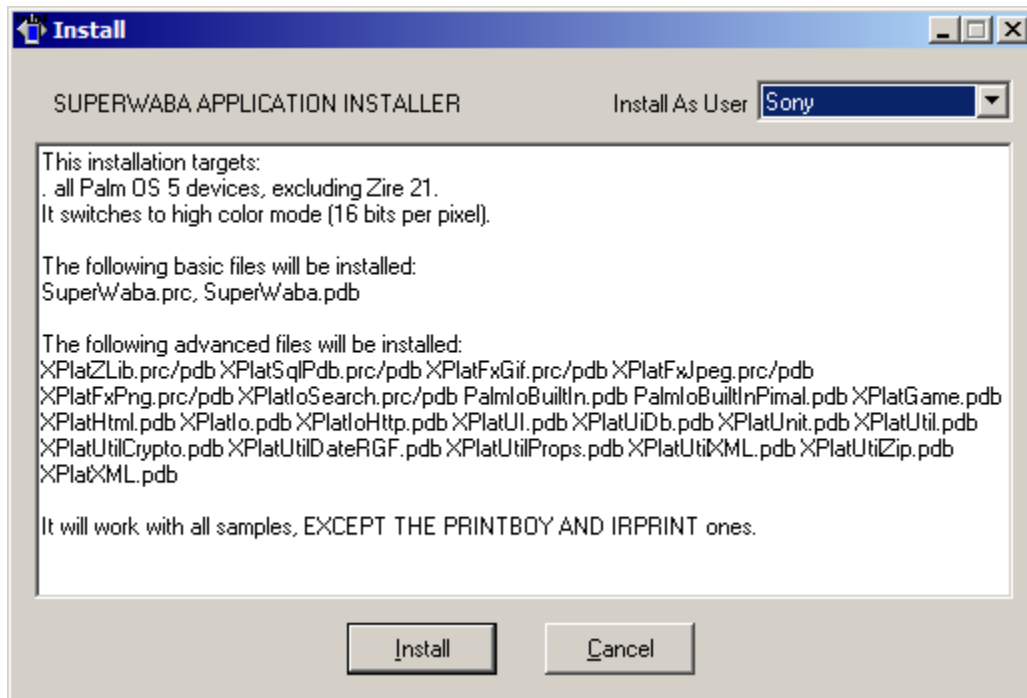 Install
SUPERWABA APPLICATION INSTALLER
Install As User Sony
This installation targets:
. all Palm OS 5 devices, excluding Zire 21.
It switches to high color mode (16 bits per pixel).
The following basic files will be installed:
SuperWaba.prc, SuperWaba.pdb
The following advanced files will be installed:
XPlatZLib.prc/pdb XPlatSqlPdb.prc/pdb XPlatFxGif.prc/pdb XPlatFxJpeg.prc/pdb
XPlatFxPng.prc/pdb XPlatIoSearch.prc/pdb PalmIoBuiltIn.pdb PalmIoBuiltInPimal.pdb XPlatGame.pdb
XPlatHtml.pdb XPlatIo.pdb XPlatIoHttp.pdb XPlatUI.pdb XPlatUiDb.pdb XPlatUnit.pdb XPlatUtil.pdb
XPlatUtilCrypto.pdb XPlatUtilDateRGF.pdb XPlatUtilProps.pdb XPlatUtilXML.pdb XPlatUtilZip.pdb
XPlatXML.pdb
It will work with all samples, EXCEPT THE PRINTBOY AND IRPRINT ones.
Install Cancel